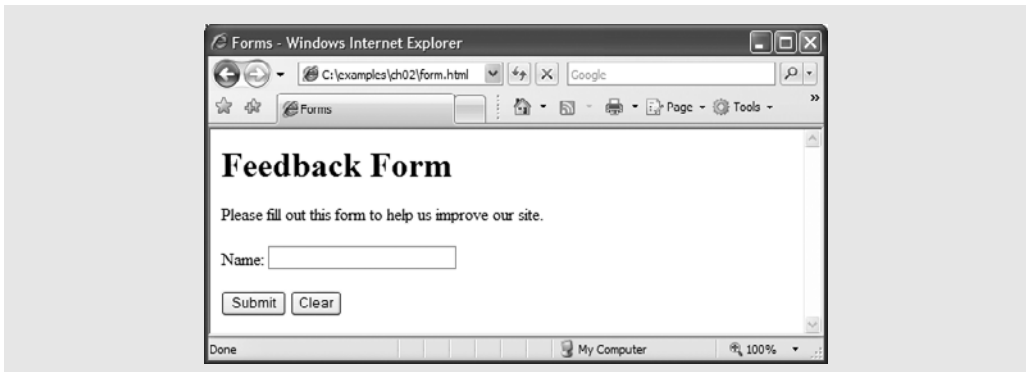 Forms - Windows Internet Explorer
C:\examples\ch02\form.html
Google
Forms
Page
Tools
»
Feedback Form
Please fill out this form to help us improve our site.
Name:
Submit Clear
Done My Computer 100%